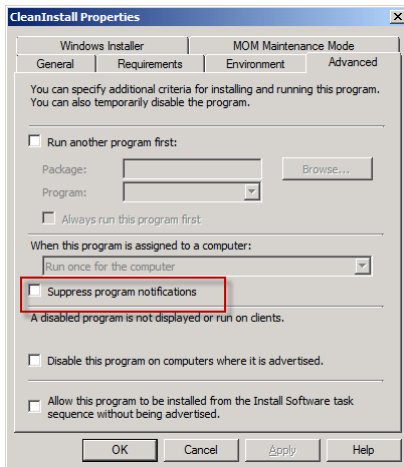 CleanInstall Properties
Windows Installer
MOM Maintenance Mode
General
Requirements
Environment
Advanced
You can specify additional criteria for installing and running this program.
You can also temporarily disable the program.
Run another program first:
Package:
Browse...
Program:
Always run this program first
When this program is assigned to a computer:
Run once for the computer
Suppress program notifications
A disabled program is not displayed or run on clients.
Disable this program on computers where it is advertised.
Allow this program to be installed from the Install Software task
sequence without being advertised.
OK
Cancel
Apply
Help